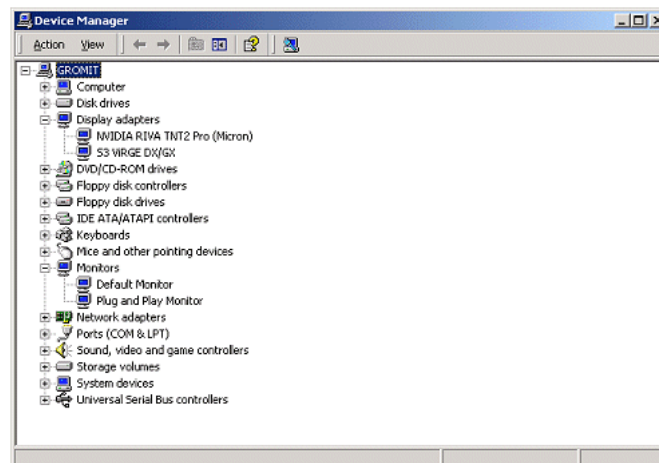 Device Manager
Action View
GROMIT
Computer
Disk drives
Display adapters
NVIDIA RIVA TNT2 Pro (Micron)
S3 ViRGE DX/GX
DVD/CD-ROM drives
Floppy disk controllers
Floppy disk drives
IDE ATA/ATAPI controllers
Keyboards
Mice and other pointing devices
Monitors
Default Monitor
Plug and Play Monitor
Network adapters
Ports (COM & LPT)
Sound, video and game controllers
Storage volumes
System devices
Universal Serial Bus controllers